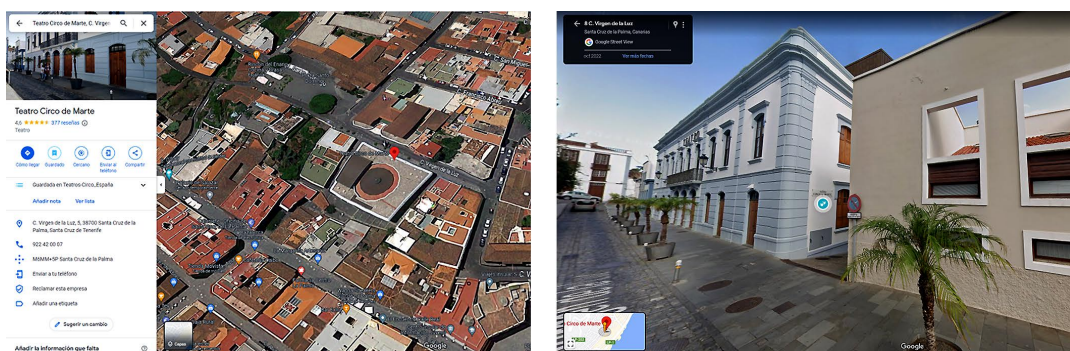 Teatro Circo de Marte, C. Virgen
Teatro Circo de Marte
4,5
377 reseñas
Teatro
Cómo llegar
Guardado
Cercano
Enviar al teléfono
Compartir
Guardada en Teatros-Circo_España
Añadir nota
Ver lista
C. Virgen de la Luz, 5, 38700 Santa Cruz de la
Palma, Santa Cruz de Tenerife
922 42 00 07
M6MM+5P Santa Cruz de la Palma
Enviar a tu teléfono
Reclamar esta empresa
Añadir una etiqueta
Sugerir un cambio
Añadir la información que falta
Capas
Google
8 C. Virgen de la Luz
Santa Cruz de la Palma, Canarias
Google Street View
oct 2022
Ver más fechas
Circo de Marte
Google